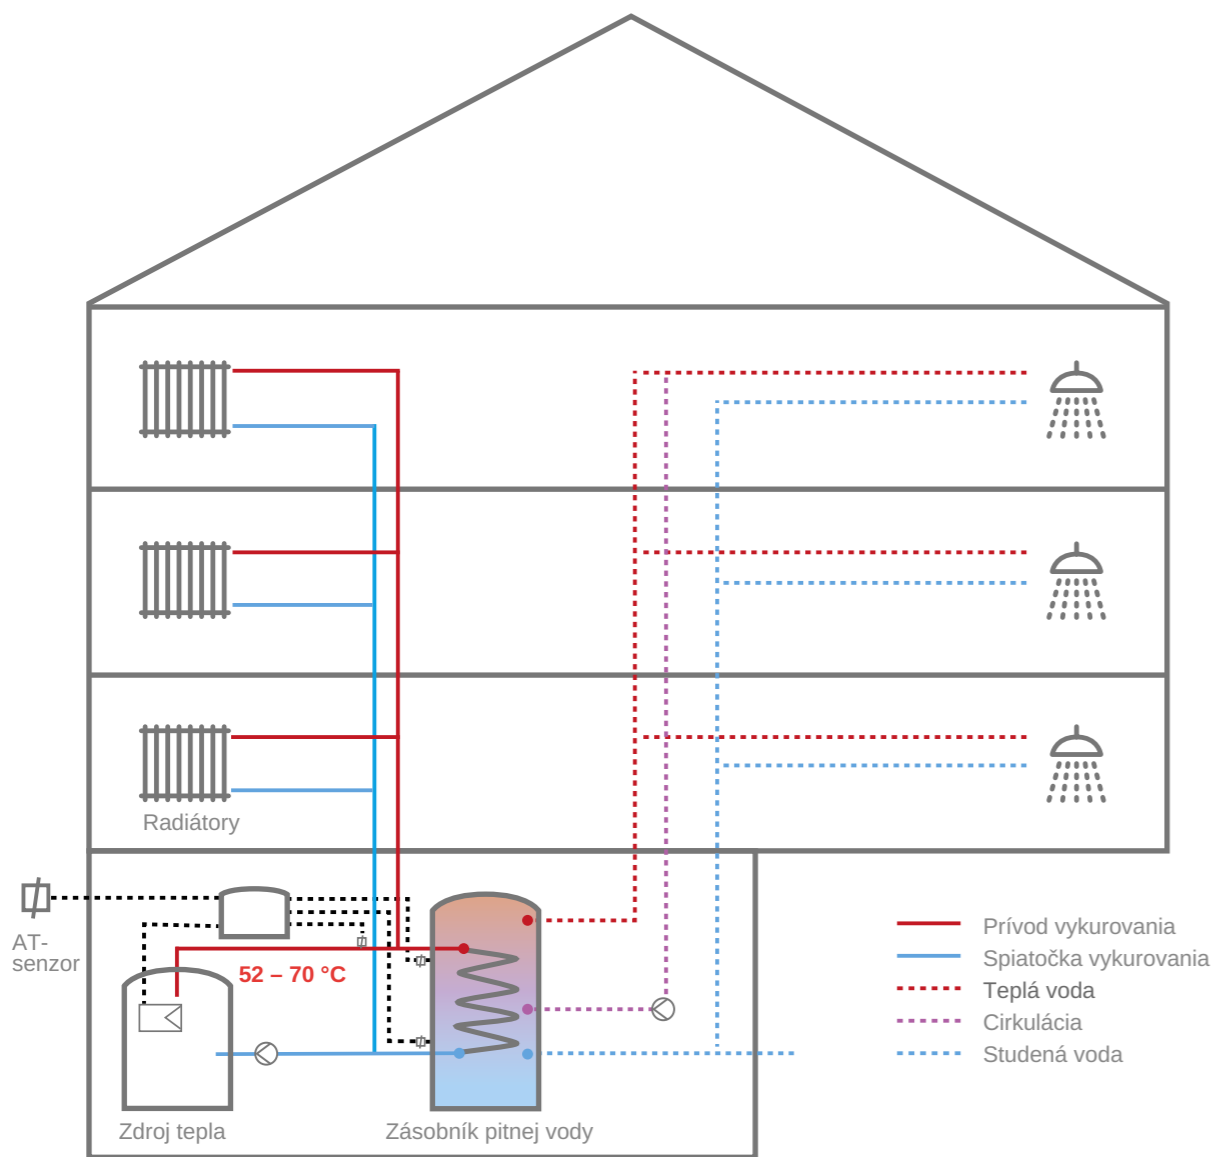 Radiátory
AT-
senzor
52 – 70 °C
Zdroj tepla
Zásobník pitnej vody
Prívod vykurovania
Spiatočka vykurovania
Teplá voda
Cirkulácia
Studená voda